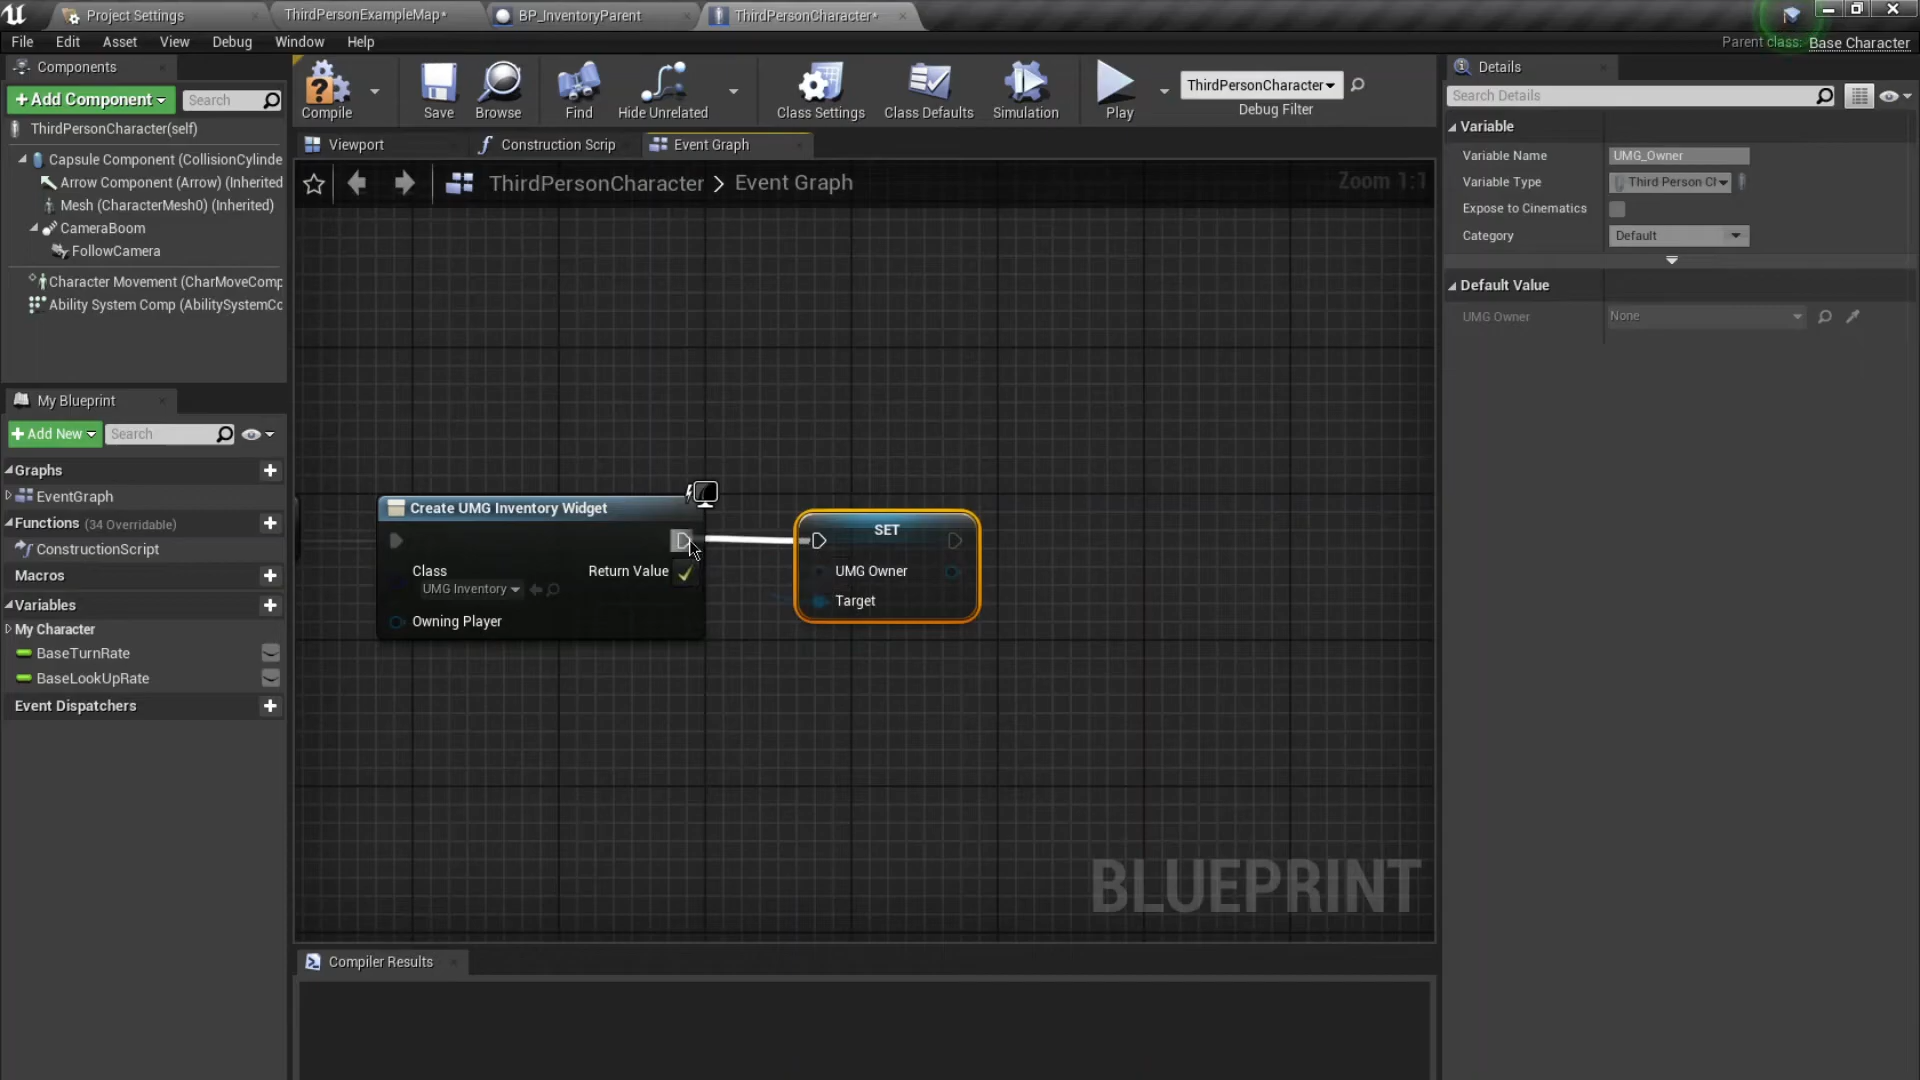 Project Settings
ThirdPersonExampleMap*
BP_InventoryParent
ThirdPersonCharacter*
File Edit Asset View Debug Window Help
Parent class: Base Character
Components
+Add Component
Search
ThirdPersonCharacter(self)
Capsule Component (CollisionCylinde
Arrow Component (Arrow) (Inherited
Mesh (CharacterMesh0) (Inherited)
CameraBoom
FollowCamera
Character Movement (CharMoveComp
Ability System Comp (AbilitySystemCo
Compile
Save
Browse
Find
Hide Unrelated
Class Settings
Class Defaults
Simulation
Play
ThirdPersonCharacter
Debug Filter
Viewport
Construction Scrip
Event Graph
ThirdPersonCharacter > Event Graph
Zoom 1:1
Create UMG Inventory Widget
Class
UMG Inventory
Return Value
Owning Player
SET
UMG Owner
Target
BLUEPRINT
My Blueprint
+Add New
Search
Graphs
EventGraph
Functions (34 Overridable)
ConstructionScript
Macros
Variables
My Character
BaseTurnRate
BaseLookUpRate
Event Dispatchers
Compiler Results
Details
Search Details
Variable
Variable Name UMG_Owner
Variable Type Third Person Cl
Expose to Cinematics
Category Default
Default Value
UMG Owner None